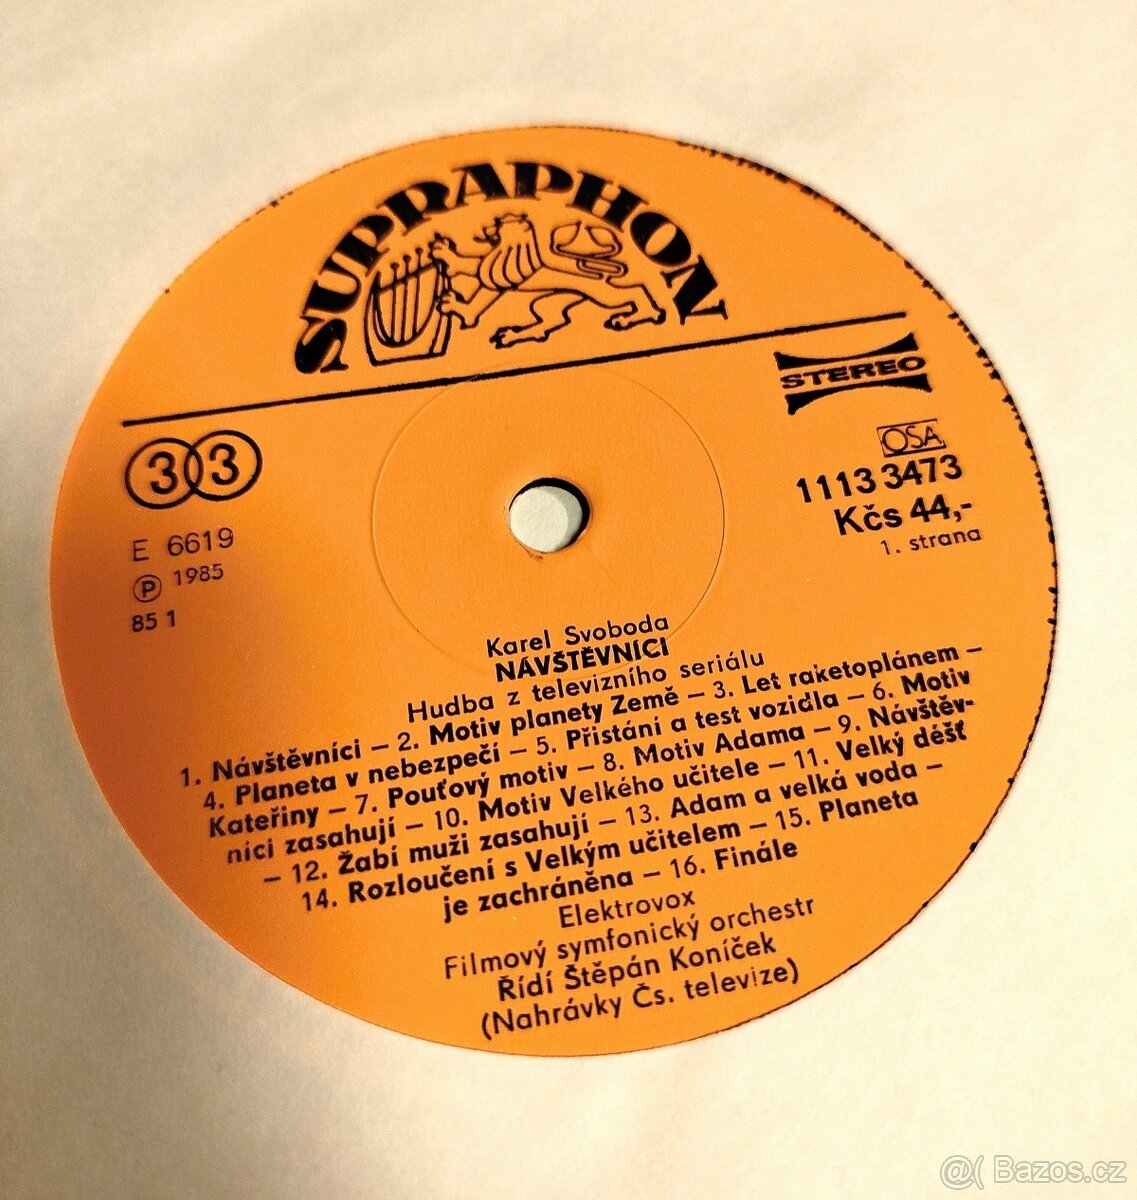 SUPRAPHON
STEREO
33
OSA
1113 3473
Kčs 44,-
1. strana
E 6619
Ⓟ 1985
85 1
Karel Svoboda
NÁVŠTĚVNÍCI
Hudba z televizního seriálu
1. Návštěvníci – 2. Motiv planety Země – 3. Let raketoplánem –
4. Planeta v nebezpečí – 5. Přistání a test vozidla – 6. Motiv
Kateřiny – 7. Pouťový motiv – 8. Motiv Adama – 9. Návštěv-
níci zasahují – 10. Motiv Velkého učitele – 11. Velký déšť
– 12. Žabí muži zasahují – 13. Adam a velká voda –
14. Rozloučení s Velkým učitelem – 15. Planeta
je zachráněna – 16. Finále
Elektrovox
Filmový symfonický orchestr
Řídí Štěpán Koníček
(Nahrávky Čs. televize)
@( Bazos.cz